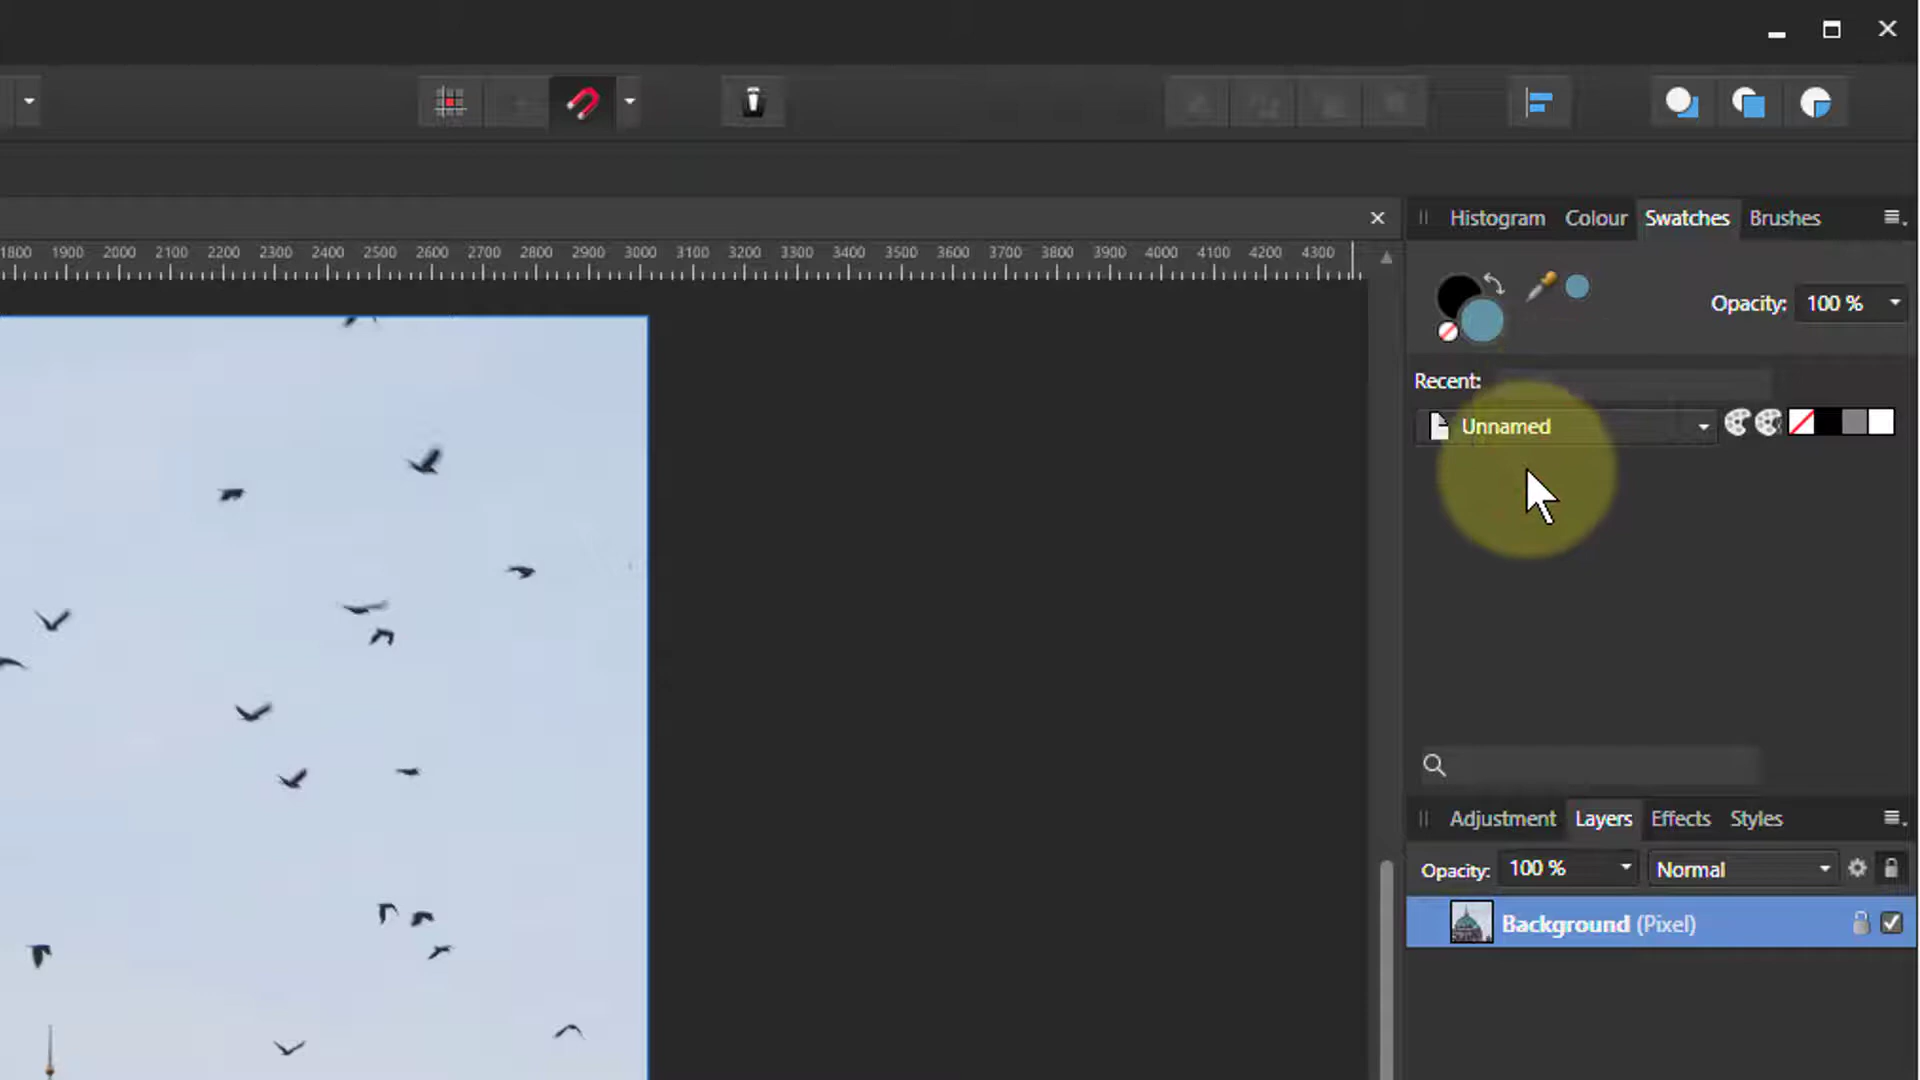 Histogram Colour Swatches Brushes
1800 1900 2000 2100 2200 2300 2400 2500 2600 2700 2800 2900 3000 3100 3200 3300 3400 3500 3600 3700 3800 3900 4000 4100 4200 4300
Opacity: 100 %
Recent:
Unnamed
Adjustment Layers Effects Styles
Opacity: 100 % Normal
Background (Pixel)